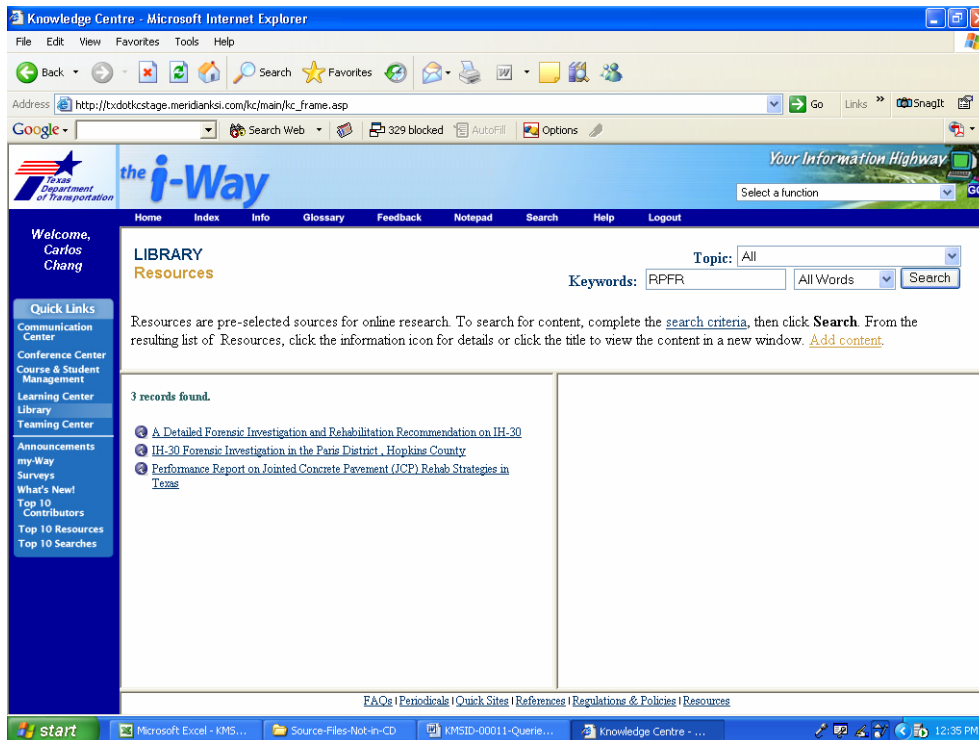 Knowledge Centre - Microsoft Internet Explorer
File Edit View Favorites Tools Help
Back Search Favorites
Address http://txdotkcstage.meridianksi.com/kc/main/kc_frame.asp Go Links » SnagIt
Google Search Web 329 blocked AutoFill Options
Texas
Department
of Transportation
the i-Way
Your Information Highway
Select a function GO
Home Index Info Glossary Feedback Notepad Search Help Logout
Welcome,
Carlos
Chang
Quick Links
Communication
Center
Conference Center
Course & Student
Management
Learning Center
Library
Teaming Center
Announcements
my-Way
Surveys
What's New!
Top 10
Contributors
Top 10 Resources
Top 10 Searches
LIBRARY
Resources
Topic: All
Keywords: RPFR All Words Search
Resources are pre-selected sources for online research. To search for content, complete the search criteria, then click Search. From the
resulting list of Resources, click the information icon for details or click the title to view the content in a new window. Add content.
3 records found.
A Detailed Forensic Investigation and Rehabilitation Recommendation on IH-30
IH-30 Forensic Investigation in the Paris District , Hopkins County
Performance Report on Jointed Concrete Pavement (JCP) Rehab Strategies in
Texas
FAQs | Periodicals | Quick Sites | References | Regulations & Policies | Resources
start Microsoft Excel - KMS... Source-Files-Not-in-CD KMSID-00011-Querie... Knowledge Centre - ... 12:35 PM